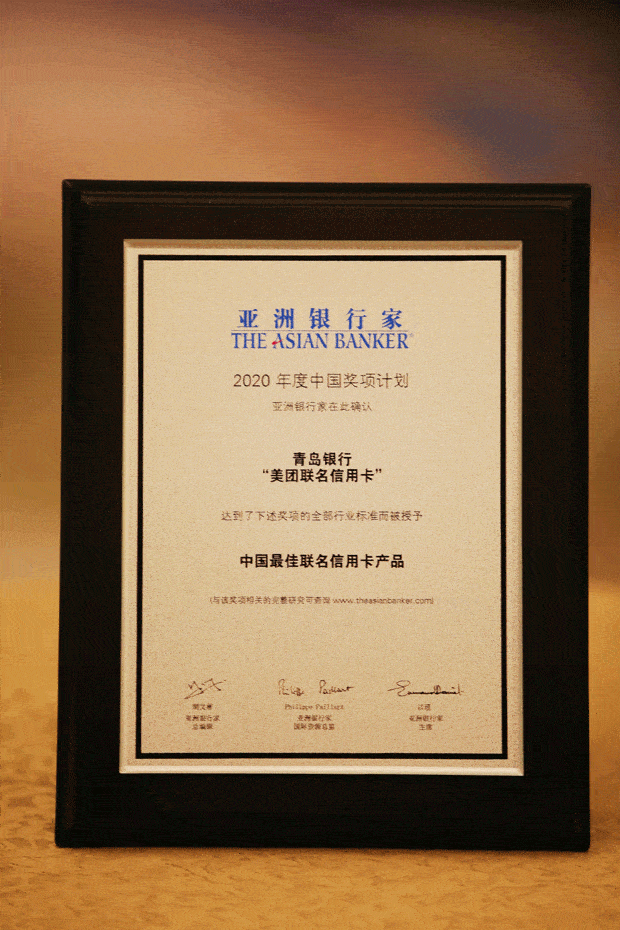 亚洲银行家
THE ASIAN BANKER®
2020 年度中国奖项计划
亚洲银行家在此确认
青岛银行
“美团联名信用卡”
达到了下述奖项的全部行业标准而被授予
中国最佳联名信用卡产品
(与该奖项相关的完整研究可查询 www.theasianbanker.com)
Philippe Paillart
亚洲银行家 亚洲银行家 亚洲银行家
总编辑 国际资源总监 主席